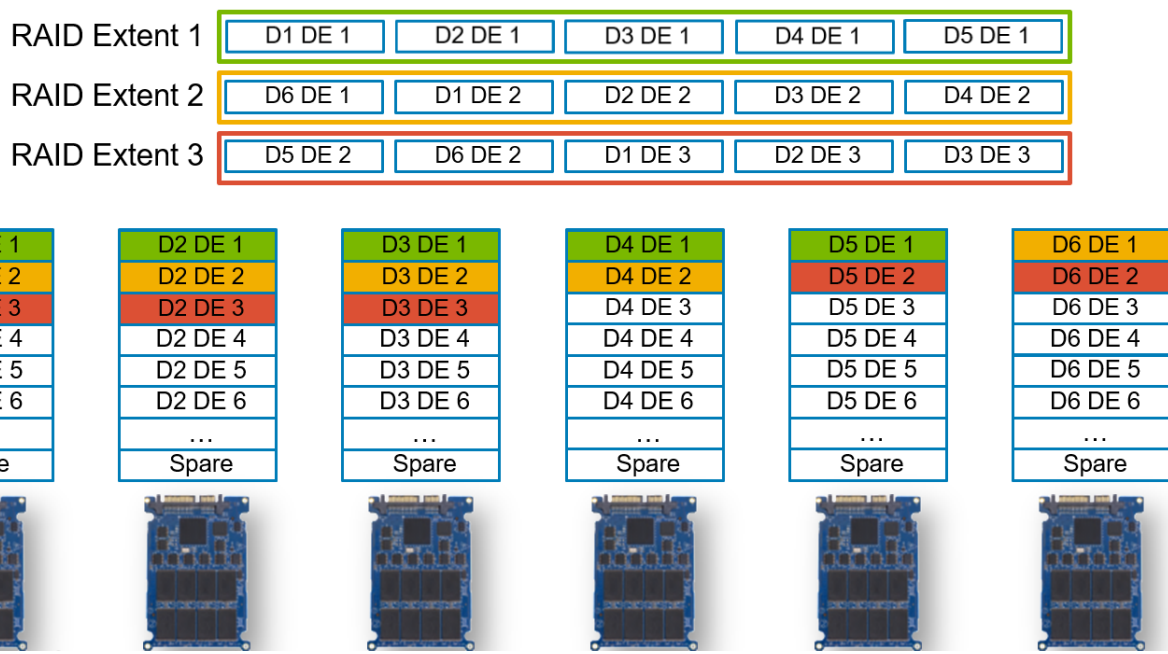 RAID Extent 1 D1 DE 1 D2 DE 1 D3 DE 1 D4 DE 1 D5 DE 1
RAID Extent 2 D6 DE 1 D1 DE 2 D2 DE 2 D3 DE 2 D4 DE 2
RAID Extent 3 D5 DE 2 D6 DE 2 D1 DE 3 D2 DE 3 D3 DE 3
1 D2 DE 1 D3 DE 1 D4 DE 1 D5 DE 1 D6 DE 1
2 D2 DE 2 D3 DE 2 D4 DE 2 D5 DE 2 D6 DE 2
3 D2 DE 3 D3 DE 3 D4 DE 3 D5 DE 3 D6 DE 3
4 D2 DE 4 D3 DE 4 D4 DE 4 D5 DE 4 D6 DE 4
5 D2 DE 5 D3 DE 5 D4 DE 5 D5 DE 5 D6 DE 5
6 D2 DE 6 D3 DE 6 D4 DE 6 D5 DE 6 D6 DE 6
... ... ... ... ...
Spare Spare Spare Spare Spare